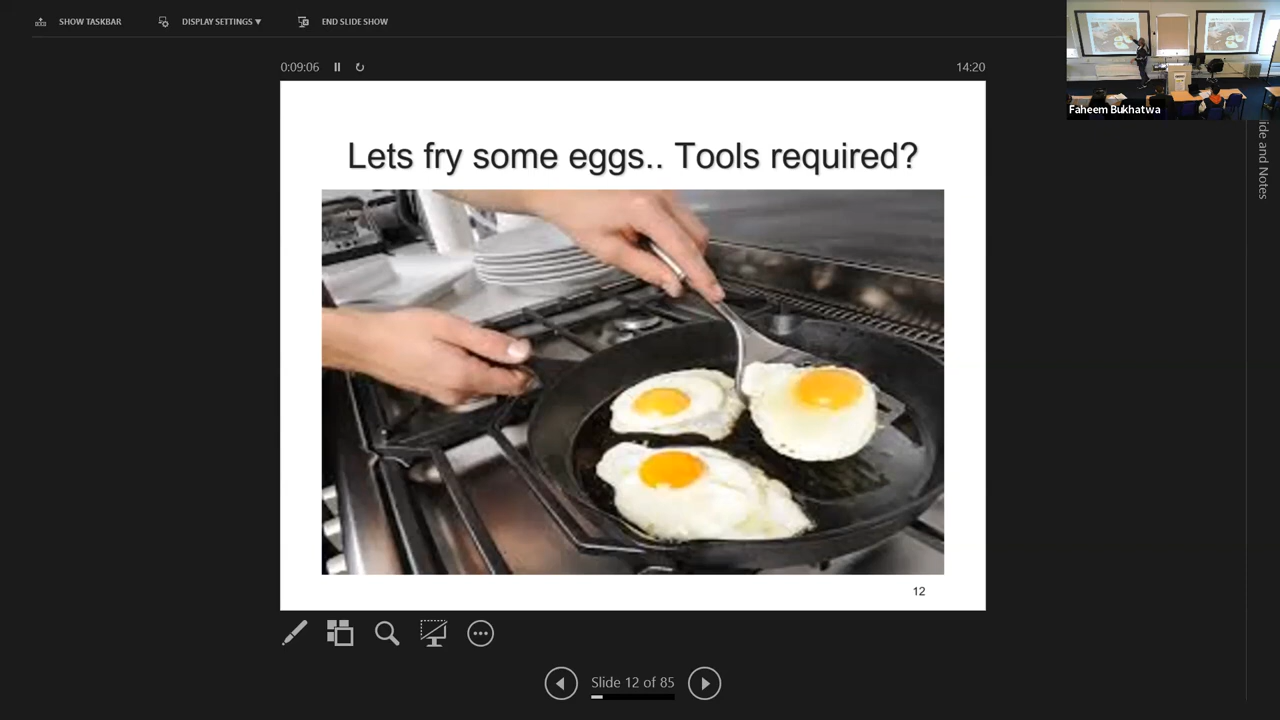 SHOW TASKBAR
DISPLAY SETTINGS ▼
END SLIDE SHOW
0:09:06
14:20
Lets fry some eggs.. Tools required?
12
Slide 12 of 85
Faheem Bukhatwa
lide and Notes